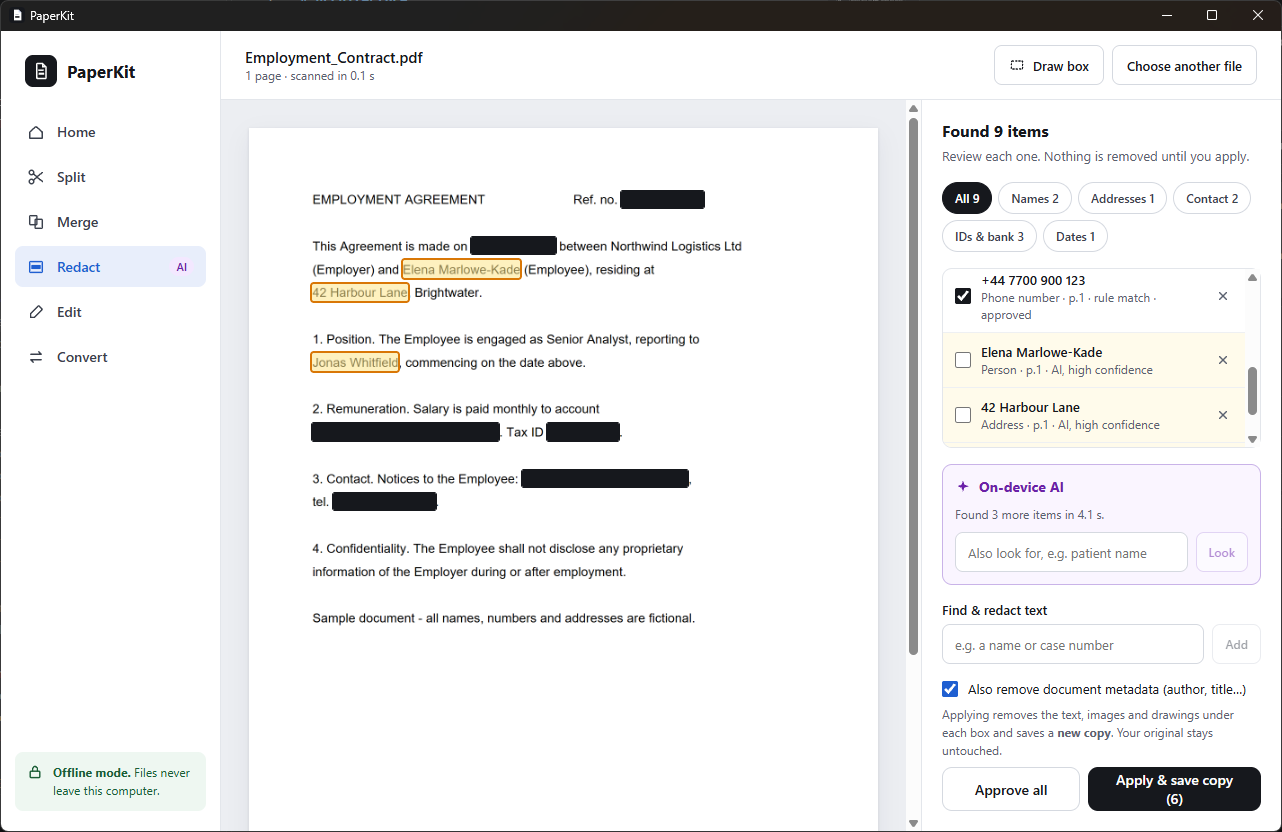 PaperKit
PaperKit
Home
Split
Merge
Redact AI
Edit
Convert
Offline mode. Files never
leave this computer.
Employment_Contract.pdf
1 page · scanned in 0.1 s
Draw box
Choose another file
EMPLOYMENT AGREEMENT Ref. no.
This Agreement is made on between Northwind Logistics Ltd
(Employer) and Elena Marlowe-Kade (Employee), residing at
42 Harbour Lane, Brightwater.
1. Position. The Employee is engaged as Senior Analyst, reporting to
Jonas Whitfield, commencing on the date above.
2. Remuneration. Salary is paid monthly to account
. Tax ID .
3. Contact. Notices to the Employee: ,
tel. .
4. Confidentiality. The Employee shall not disclose any proprietary
information of the Employer during or after employment.
Sample document - all names, numbers and addresses are fictional.
Found 9 items
Review each one. Nothing is removed until you apply.
All 9 Names 2 Addresses 1 Contact 2
IDs & bank 3 Dates 1
+44 7700 900 123
Phone number · p.1 · rule match ·
approved
Elena Marlowe-Kade
Person · p.1 · AI, high confidence
42 Harbour Lane
Address · p.1 · AI, high confidence
On-device AI
Found 3 more items in 4.1 s.
Also look for, e.g. patient name Look
Find & redact text
e.g. a name or case number Add
Also remove document metadata (author, title...)
Applying removes the text, images and drawings under
each box and saves a new copy. Your original stays
untouched.
Approve all
Apply & save copy
(6)